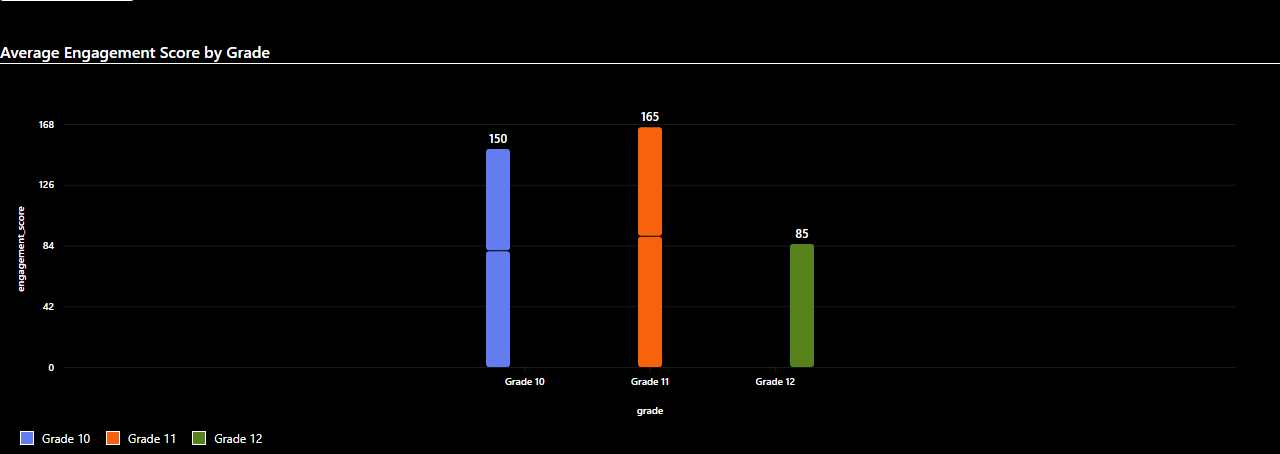 Average Engagement Score by Grade
168
126
84
42
0
engagement_score
150
165
85
Grade 10
Grade 11
Grade 12
grade
Grade 10
Grade 11
Grade 12